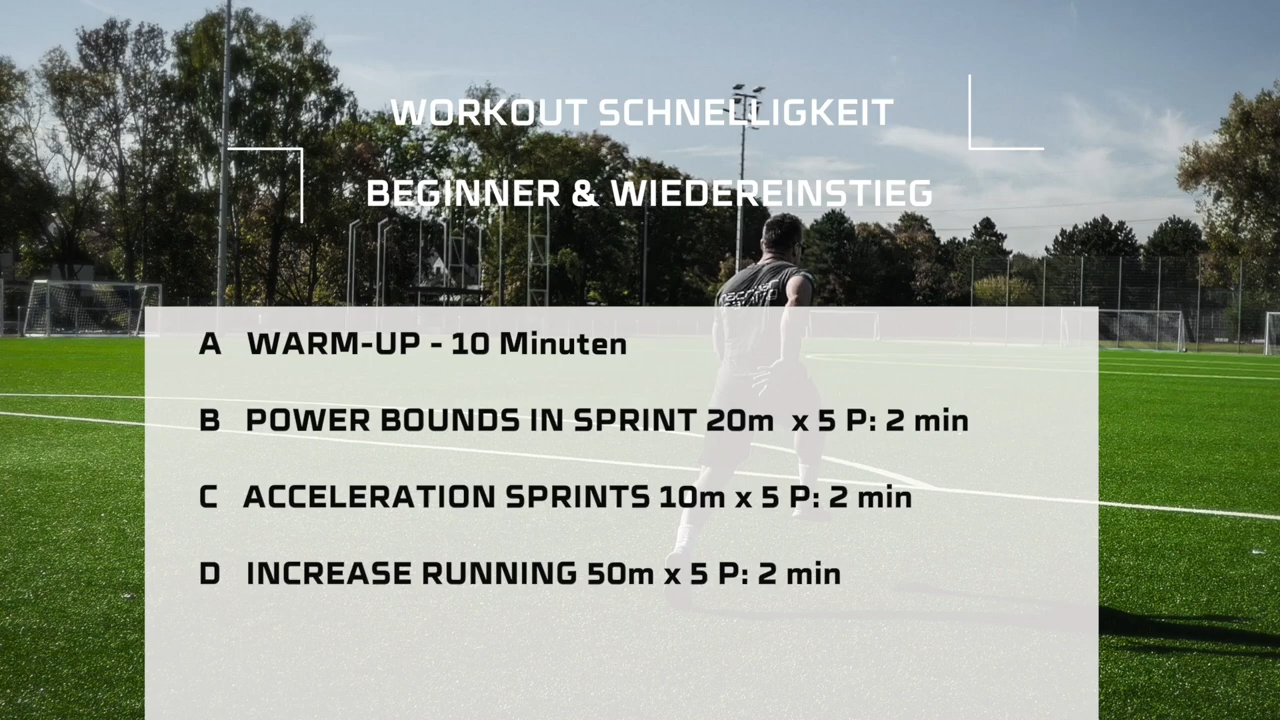 WORKOUT SCHNELLIGKEIT
BEGINNER & WIEDEREINSTIEG
A WARM-UP - 10 Minuten
B POWER BOUNDS IN SPRINT 20m x 5 P: 2 min
C ACCELERATION SPRINTS 10m x 5 P: 2 min
D INCREASE RUNNING 50m x 5 P: 2 min